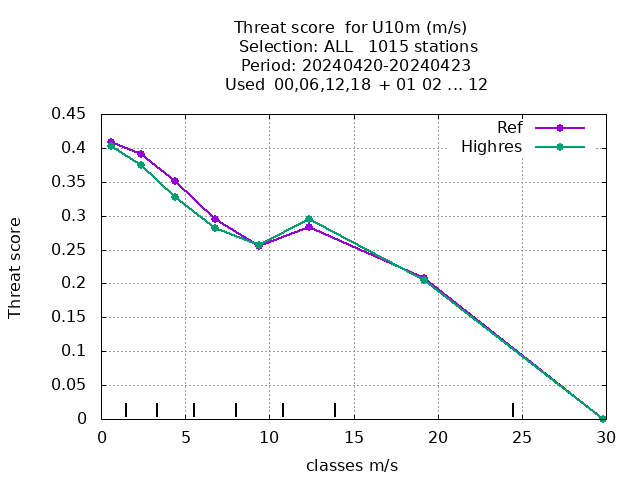 Threat score  for U10m (m/s)
Selection: ALL   1015 stations
Period: 20240420-20240423
Used  00,06,12,18 + 01 02 ... 12
Ref
Highres
0.45
0.4
0.35
0.3
0.25
0.2
0.15
0.1
0.05
0
Threat score
0 5 10 15 20 25 30
classes m/s